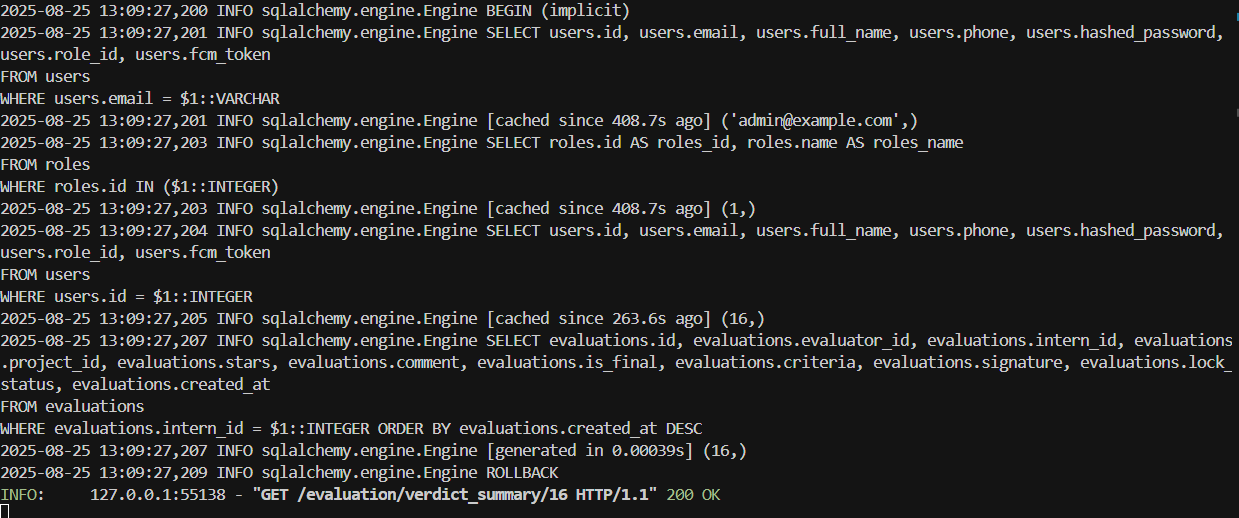 2025-08-25 13:09:27,200 INFO sqlalchemy.engine.Engine BEGIN (implicit)
2025-08-25 13:09:27,201 INFO sqlalchemy.engine.Engine SELECT users.id, users.email, users.full_name, users.phone, users.hashed_password,
users.role_id, users.fcm_token
FROM users
WHERE users.email = $1::VARCHAR
2025-08-25 13:09:27,201 INFO sqlalchemy.engine.Engine [cached since 408.7s ago] ('admin@example.com',)
2025-08-25 13:09:27,203 INFO sqlalchemy.engine.Engine SELECT roles.id AS roles_id, roles.name AS roles_name
FROM roles
WHERE roles.id IN ($1::INTEGER)
2025-08-25 13:09:27,203 INFO sqlalchemy.engine.Engine [cached since 408.7s ago] (1,)
2025-08-25 13:09:27,204 INFO sqlalchemy.engine.Engine SELECT users.id, users.email, users.full_name, users.phone, users.hashed_password,
users.role_id, users.fcm_token
FROM users
WHERE users.id = $1::INTEGER
2025-08-25 13:09:27,205 INFO sqlalchemy.engine.Engine [cached since 263.6s ago] (16,)
2025-08-25 13:09:27,207 INFO sqlalchemy.engine.Engine SELECT evaluations.id, evaluations.evaluator_id, evaluations.intern_id, evaluations
.project_id, evaluations.stars, evaluations.comment, evaluations.is_final, evaluations.criteria, evaluations.signature, evaluations.lock_
status, evaluations.created_at
FROM evaluations
WHERE evaluations.intern_id = $1::INTEGER ORDER BY evaluations.created_at DESC
2025-08-25 13:09:27,207 INFO sqlalchemy.engine.Engine [generated in 0.00039s] (16,)
2025-08-25 13:09:27,209 INFO sqlalchemy.engine.Engine ROLLBACK
INFO:     127.0.0.1:55138 - "GET /evaluation/verdict_summary/16 HTTP/1.1" 200 OK